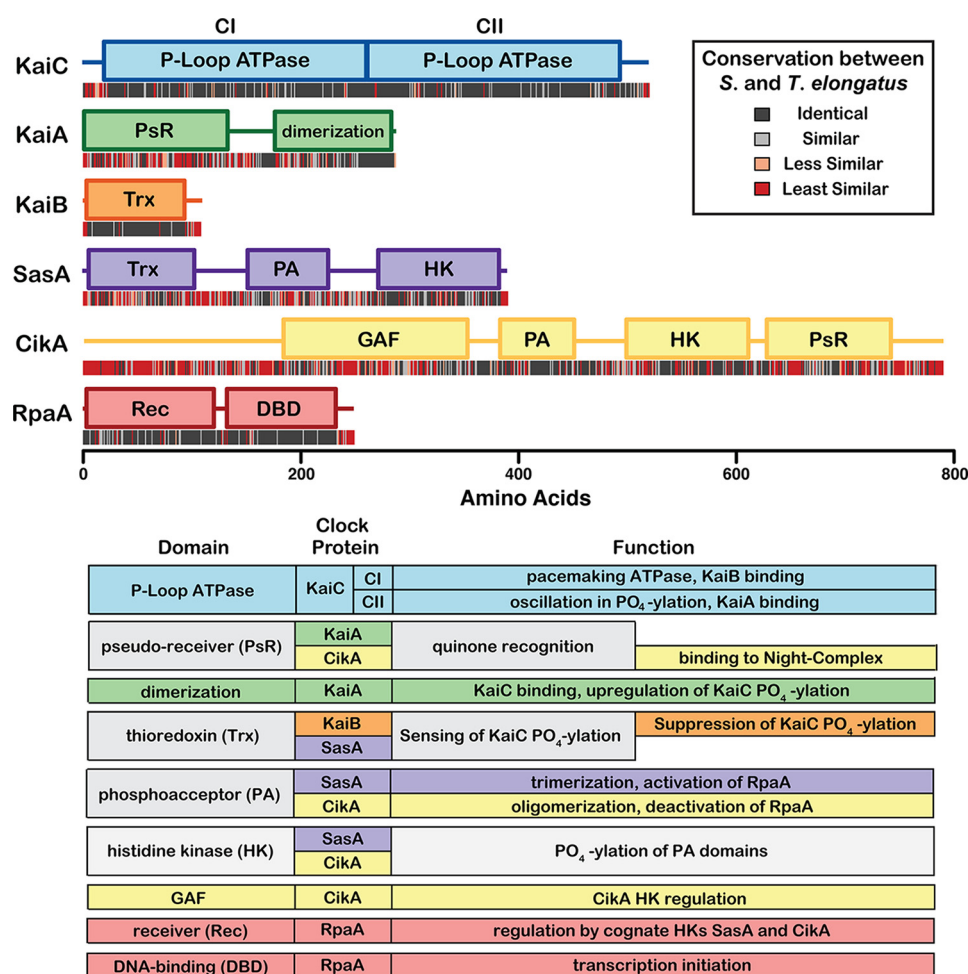 CI CII
KaiC P-Loop ATPase P-Loop ATPase
KaiA PsR dimerization
KaiB Trx
SasA Trx PA HK
CikA GAF PA HK PsR
RpaA Rec DBD
Conservation between
S. and T. elongatus
Identical
Similar
Less Similar
Least Similar
0 200 400 600 800
Amino Acids
Domain Clock Protein Function
P-Loop ATPase KaiC CI pacemaking ATPase, KaiB binding
CII oscillation in PO4 -ylation, KaiA binding
pseudo-receiver (PsR) KaiA quinone recognition
CikA binding to Night-Complex
dimerization KaiA KaiC binding, upregulation of KaiC PO4 -ylation
thioredoxin (Trx) KaiB Sensing of KaiC PO4-ylation Suppression of KaiC PO4 -ylation
SasA
phosphoacceptor (PA) SasA trimerization, activation of RpaA
CikA oligomerization, deactivation of RpaA
histidine kinase (HK) SasA PO4 -ylation of PA domains
CikA
GAF CikA CikA HK regulation
receiver (Rec) RpaA regulation by cognate HKs SasA and CikA
DNA-binding (DBD) RpaA transcription initiation